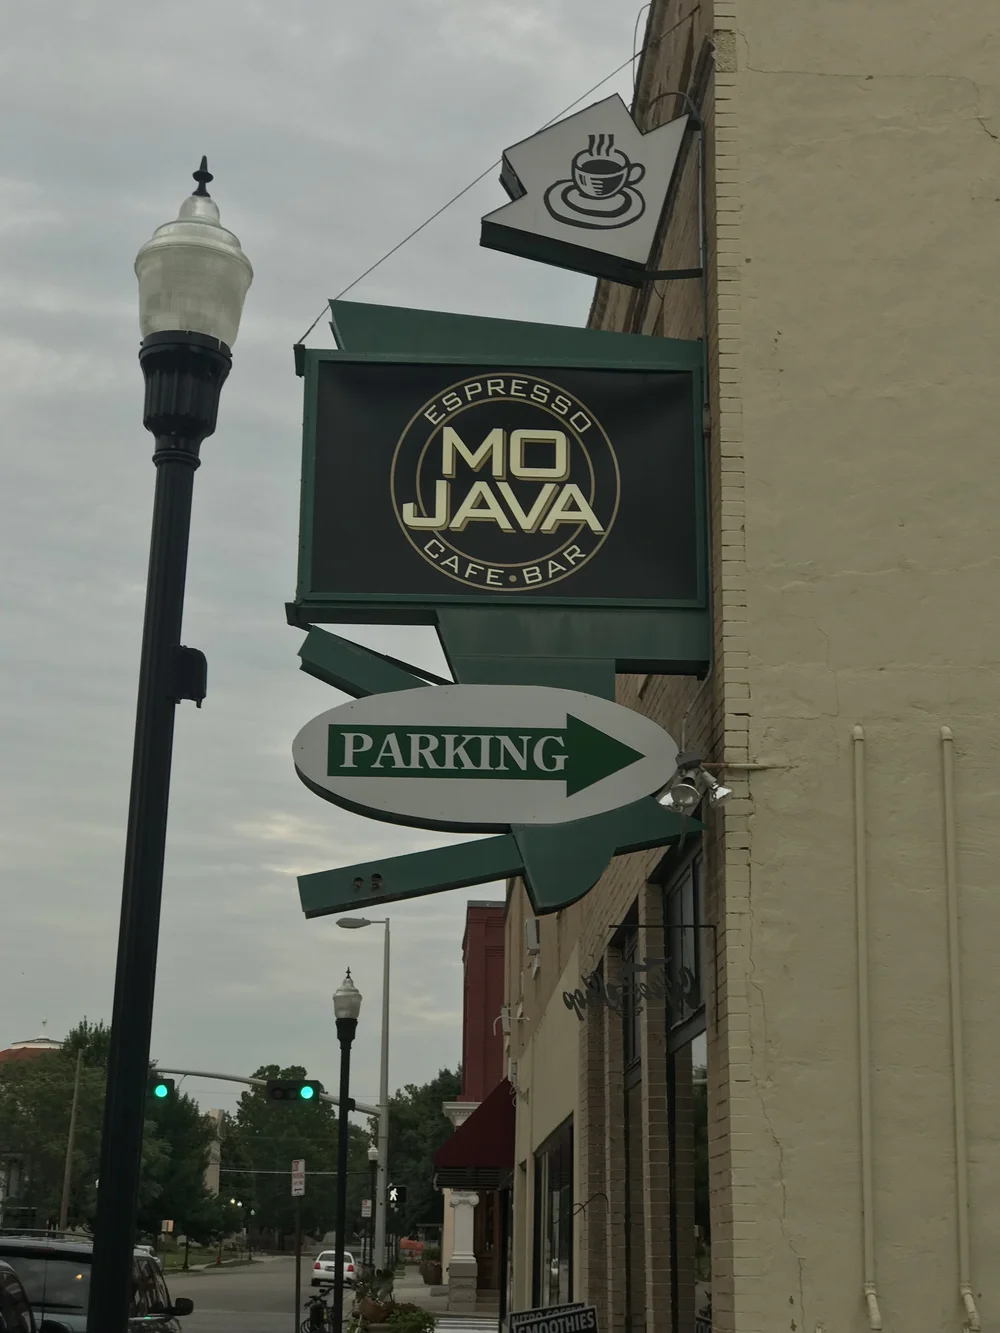 ESPRESSO
MO
JAVA
CAFE • BAR
PARKING
SMOOTHIES